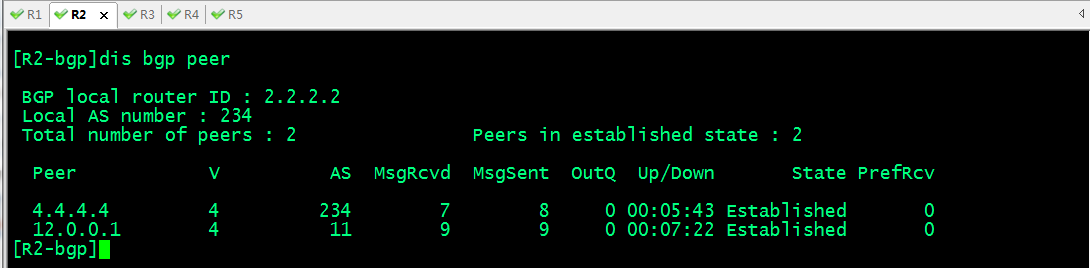 R1 R2 × R3 R4 R5
[R2-bgp]dis bgp peer
BGP local router ID : 2.2.2.2
Local AS number : 234
Total number of peers : 2 Peers in established state : 2
Peer V AS MsgRcvd MsgSent OutQ Up/Down State PrefRcv
4.4.4.4 4 234 7 8 0 00:05:43 Established 0
12.0.0.1 4 11 9 9 0 00:07:22 Established 0
[R2-bgp]